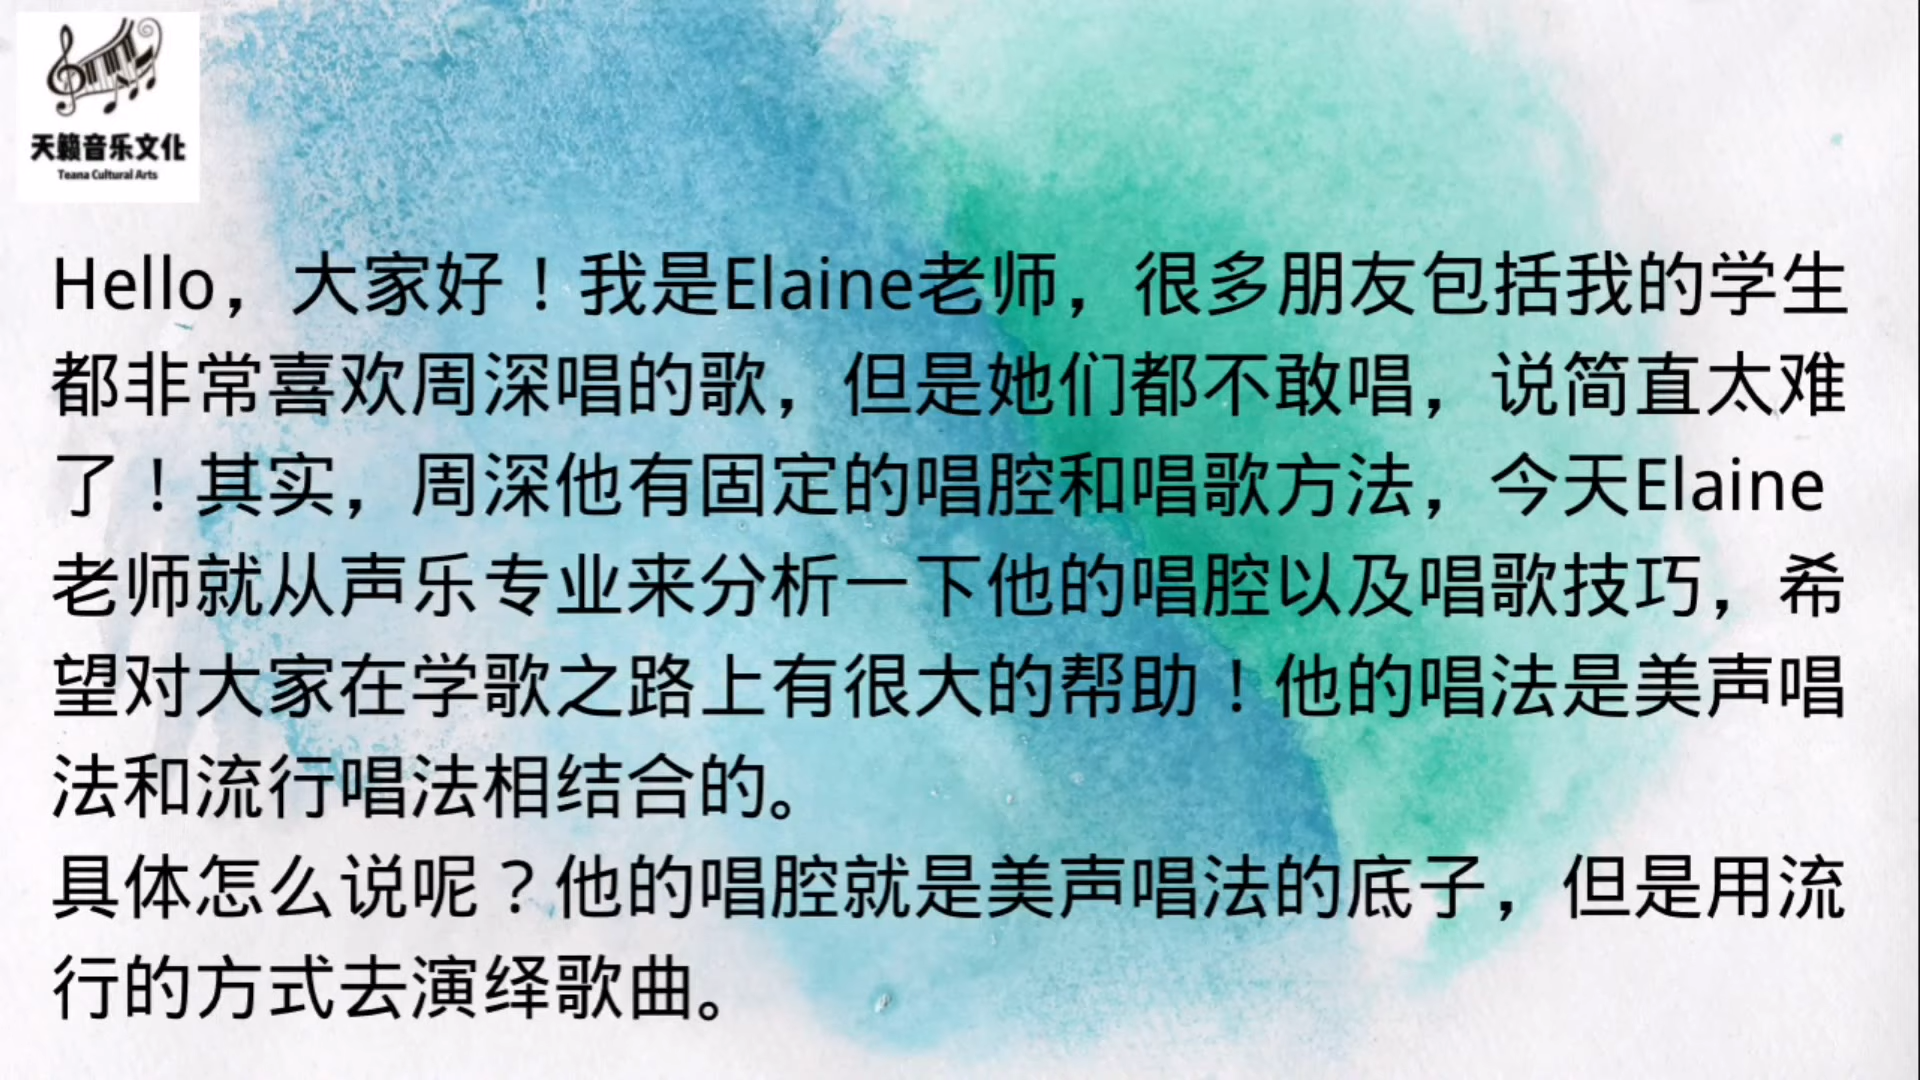 天籁音乐文化
Teana Cultural Arts
Hello，大家好！我是Elaine老师，很多朋友包括我的学生
都非常喜欢周深唱的歌，但是她们都不敢唱，说简直太难
了！其实，周深他有固定的唱腔和唱歌方法，今天Elaine
老师就从声乐专业来分析一下他的唱腔以及唱歌技巧，希
望对大家在学歌之路上有很大的帮助！他的唱法是美声唱
法和流行唱法相结合的。
具体怎么说呢？他的唱腔就是美声唱法的底子，但是用流
行的方式去演绎歌曲。